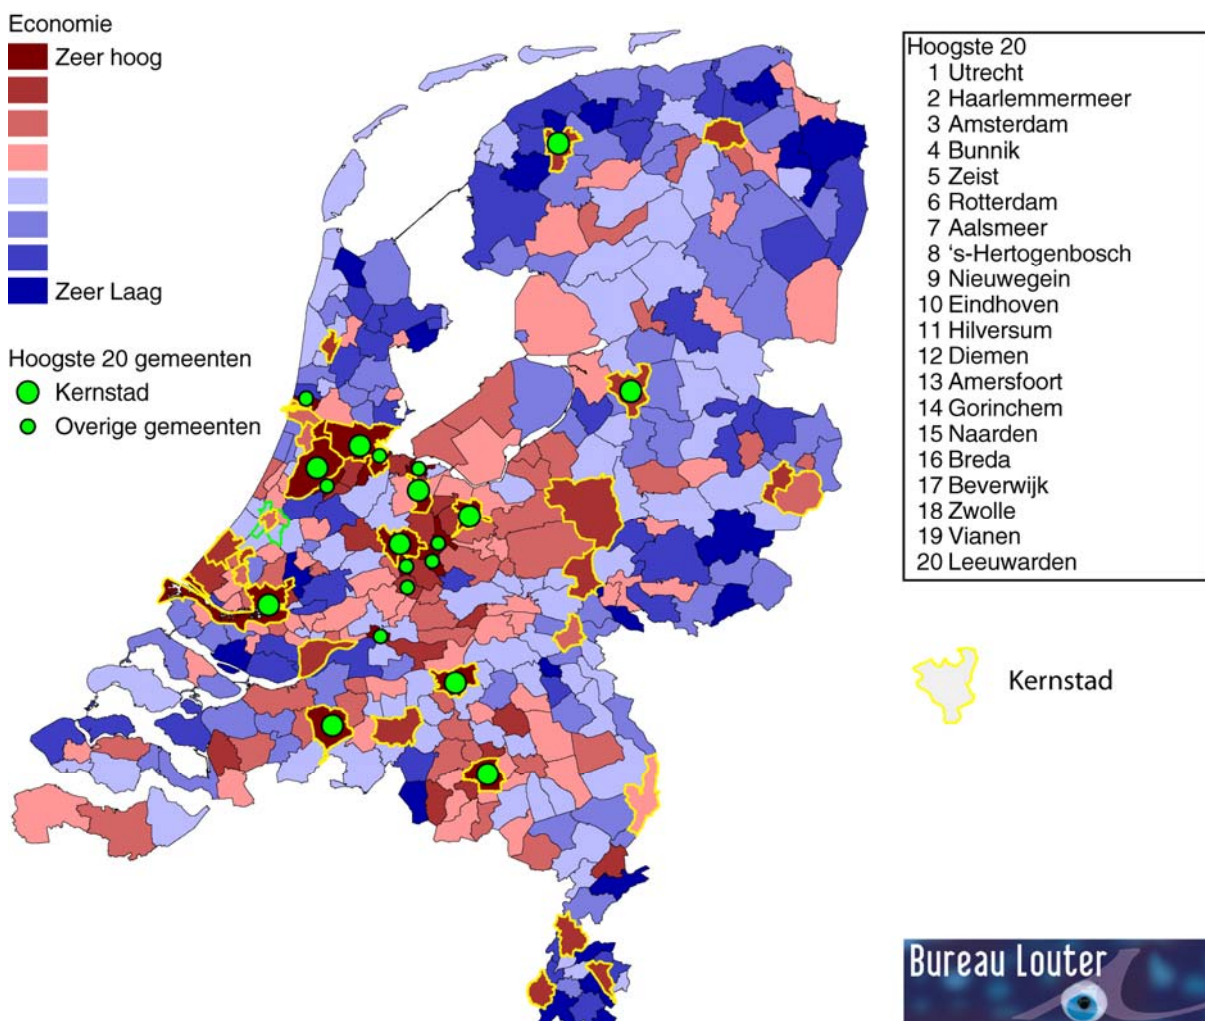 Economie
Zeer hoog
Zeer Laag
Hoogste 20 gemeenten
Kernstad
Overige gemeenten
Hoogste 20
1 Utrecht
2 Haarlemmermeer
3 Amsterdam
4 Bunnik
5 Zeist
6 Rotterdam
7 Aalsmeer
8 ‘s-Hertogenbosch
9 Nieuwegein
10 Eindhoven
11 Hilversum
12 Diemen
13 Amersfoort
14 Gorinchem
15 Naarden
16 Breda
17 Beverwijk
18 Zwolle
19 Vianen
20 Leeuwarden
Kernstad
Bureau Louter